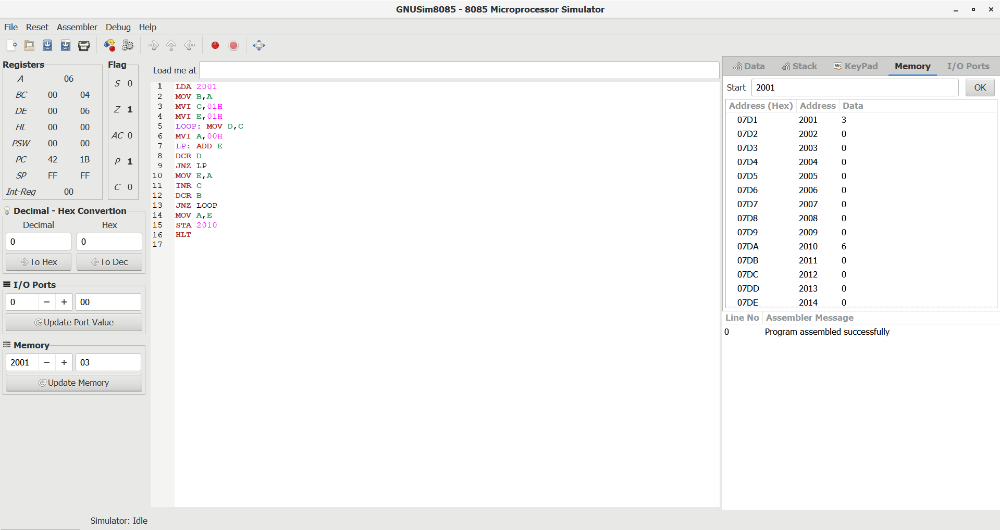 GNUSim8085 - 8085 Microprocessor Simulator
File Reset Assembler Debug Help
Registers
A 06
BC 00 04
DE 00 06
HL 00 00
PSW 00 00
PC 42 1B
SP FF FF
Int-Reg 00
Flag
S 0
Z 1
AC 0
P 1
C 0
Decimal - Hex Convertion
Decimal Hex
0 0
To Hex To Dec
I/O Ports
0 − + 00
Update Port Value
Memory
2001 − + 03
Update Memory
Load me at
1 LDA 2001
2 MOV B,A
3 MVI C,01H
4 MVI E,01H
5 LOOP: MOV D,C
6 MVI A,00H
7 LP: ADD E
8 DCR D
9 JNZ LP
10 MOV E,A
11 INR C
12 DCR B
13 JNZ LOOP
14 MOV A,E
15 STA 2010
16 HLT
17
Data Stack Abc KeyPad Memory I/O Ports
Start 2001 OK
Address (Hex) Address Data
07D1 2001 3
07D2 2002 0
07D3 2003 0
07D4 2004 0
07D5 2005 0
07D6 2006 0
07D7 2007 0
07D8 2008 0
07D9 2009 0
07DA 2010 6
07DB 2011 0
07DC 2012 0
07DD 2013 0
07DE 2014 0
Line No Assembler Message
0 Program assembled successfully
Simulator: Idle